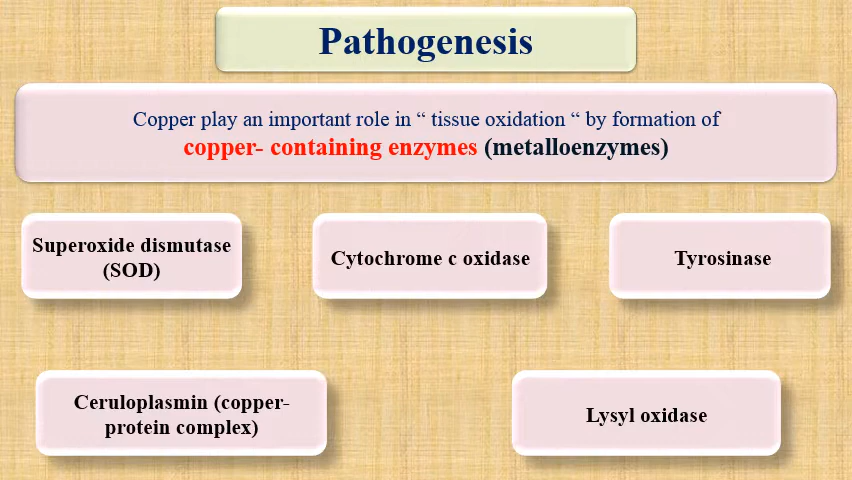 Pathogenesis
Copper play an important role in “ tissue oxidation “ by formation of
copper- containing enzymes (metalloenzymes)
Superoxide dismutase
(SOD)
Cytochrome c oxidase
Tyrosinase
Ceruloplasmin (copper-
protein complex)
Lysyl oxidase